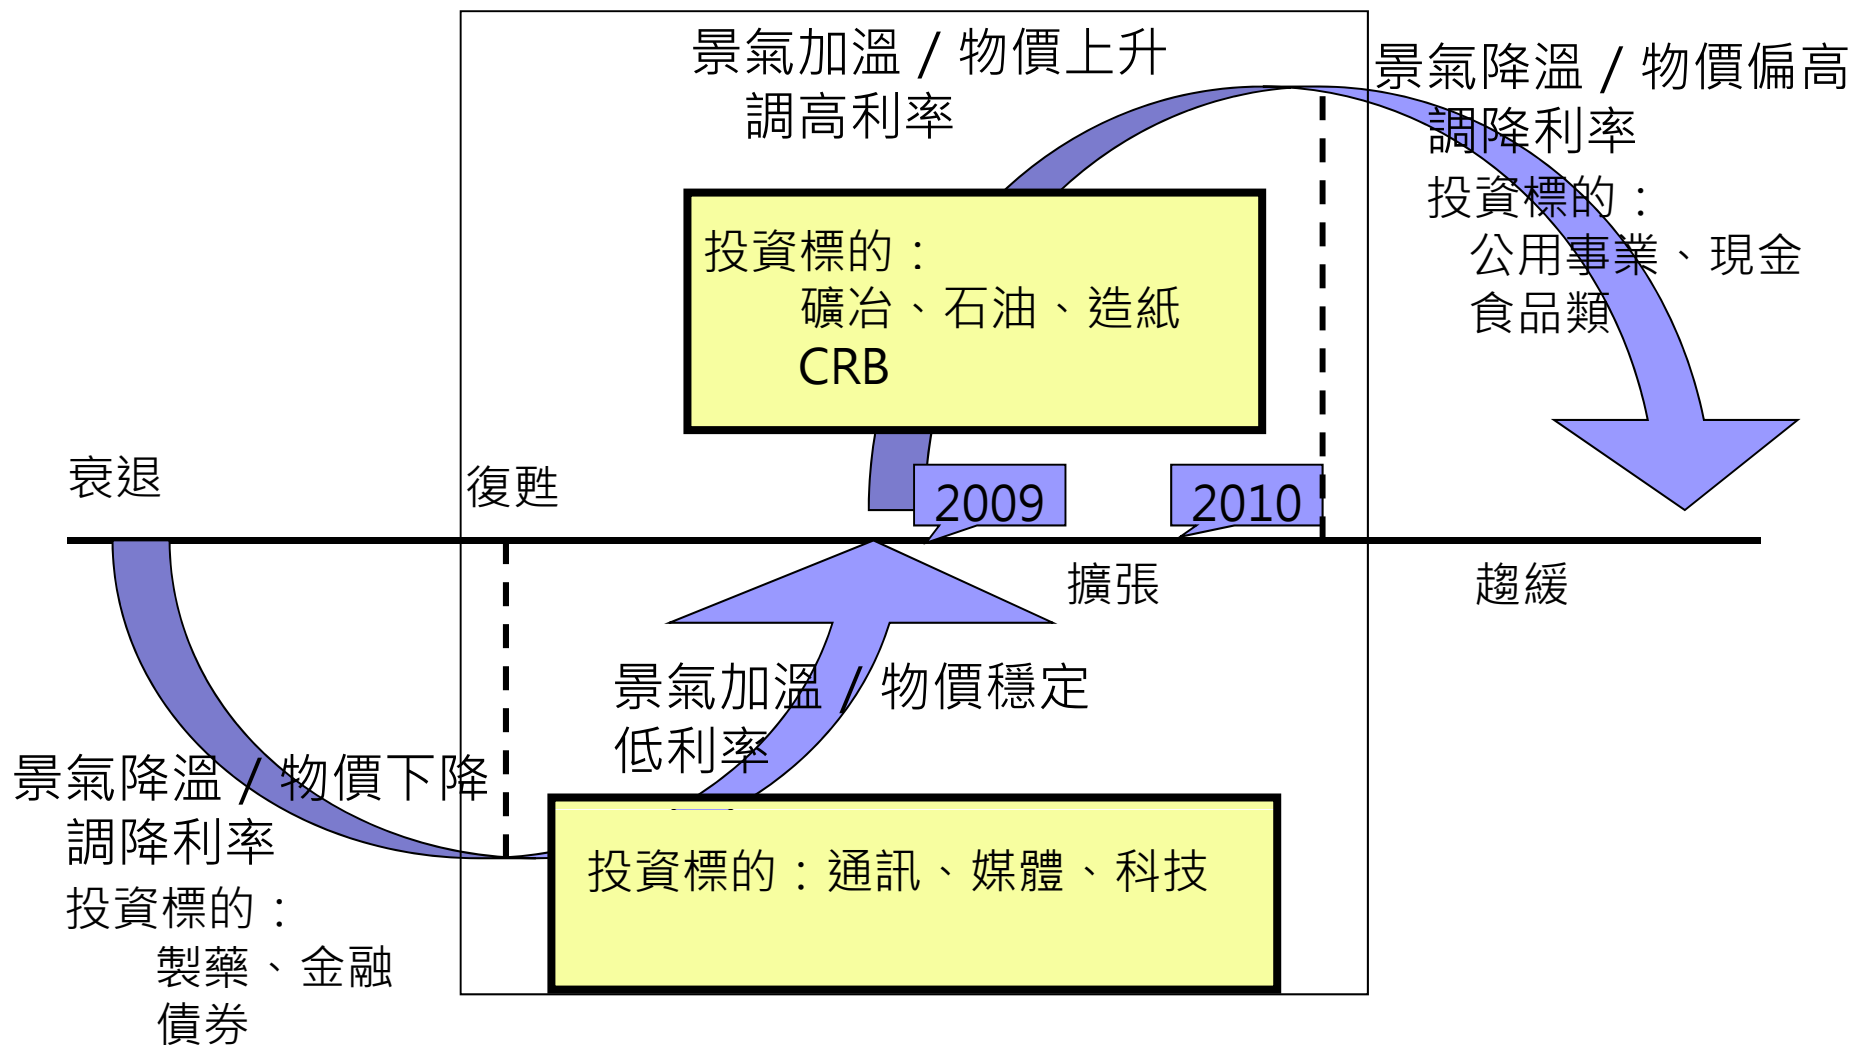 景氣加溫 / 物價上升
調高利率
景氣降溫 / 物價偏高
調降利率
投資標的：
公用事業、現金
食品類
投資標的：
礦冶、石油、造紙
CRB
衰退
復甦
2009
2010
擴張
趨緩
景氣加溫 / 物價穩定
低利率
景氣降溫 / 物價下降
調降利率
投資標的：
製藥、金融
債券
投資標的：通訊、媒體、科技